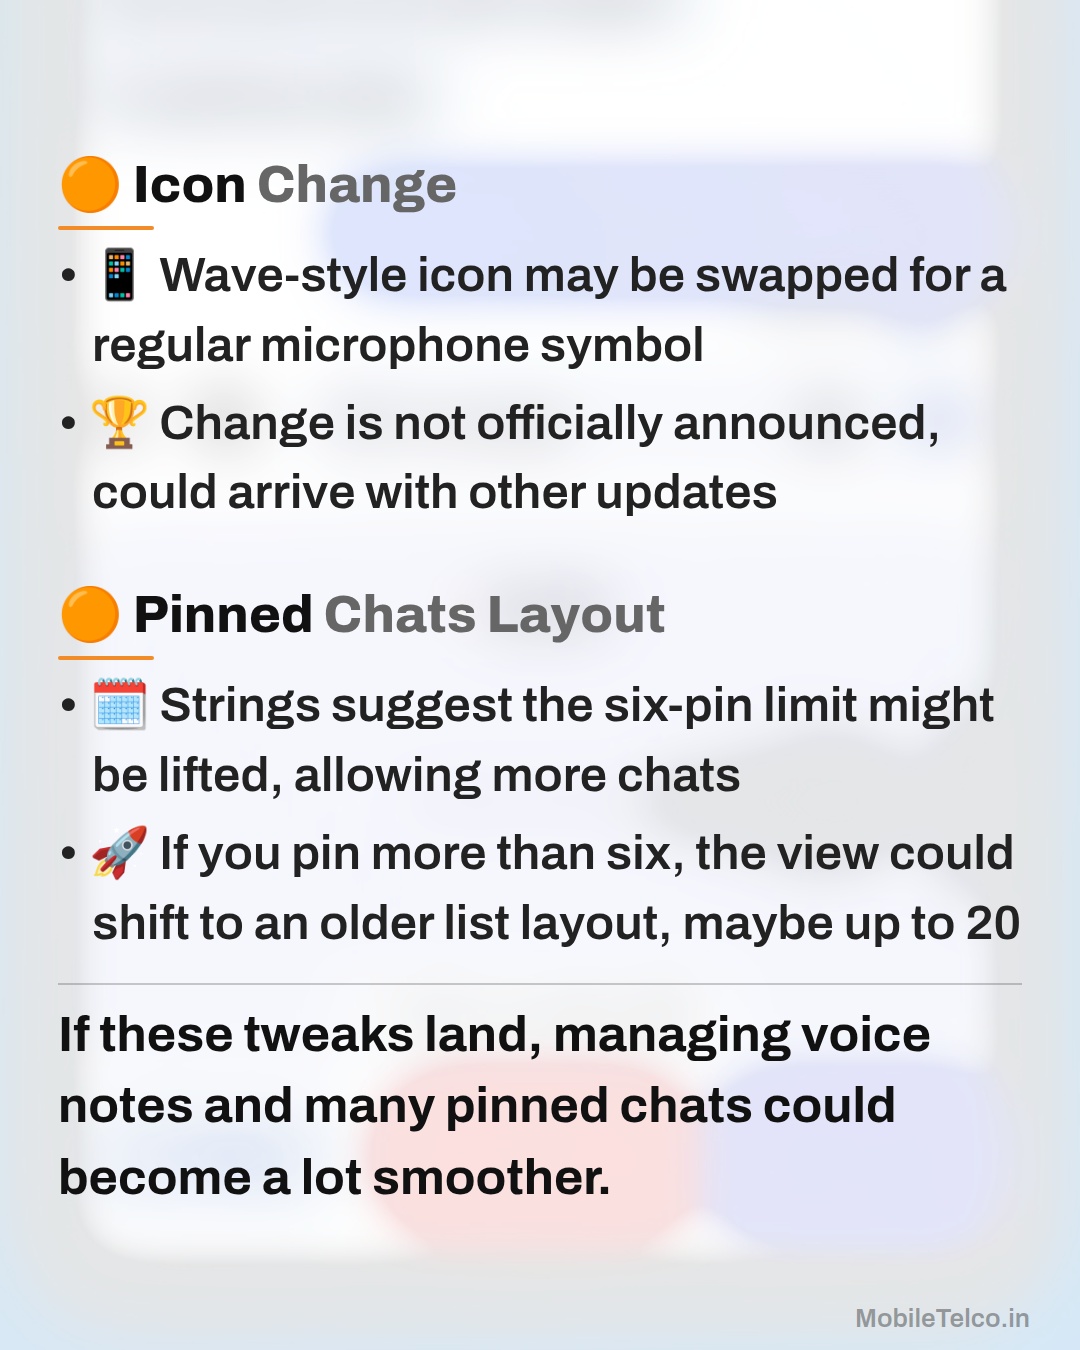 🟠 Icon Change
• 📱 Wave-style icon may be swapped for a
regular microphone symbol
• 🏆 Change is not officially announced,
could arrive with other updates
🟠 Pinned Chats Layout
• 🗓️ Strings suggest the six-pin limit might
be lifted, allowing more chats
• 🚀 If you pin more than six, the view could
shift to an older list layout, maybe up to 20
If these tweaks land, managing voice
notes and many pinned chats could
become a lot smoother.
MobileTelco.in